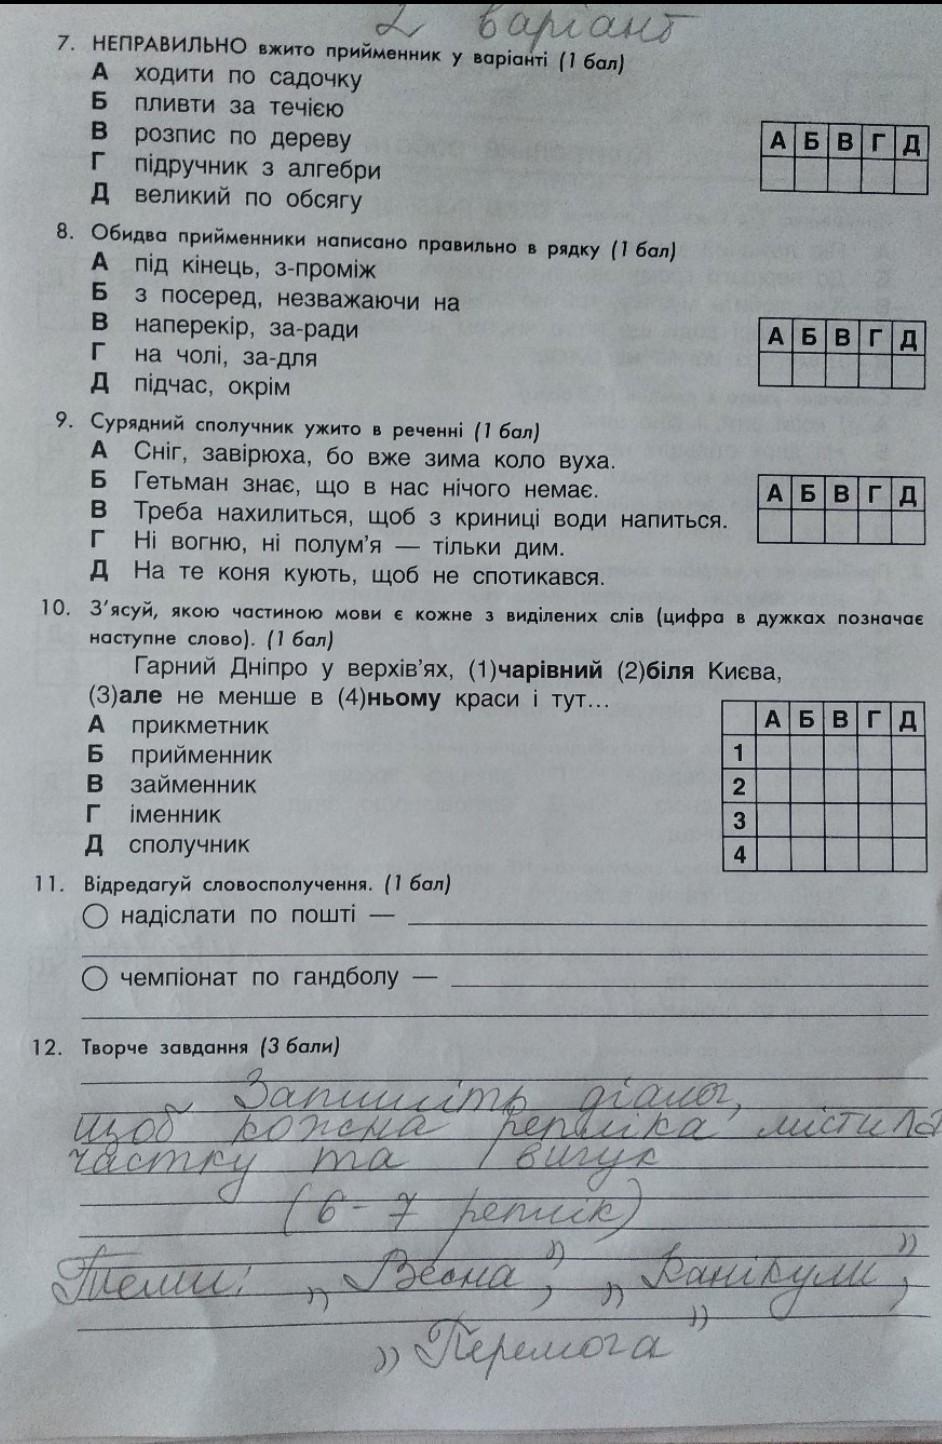 2 варіант
7. НЕПРАВИЛЬНО вжито прийменник у варіанті (1 бал)
А ходити по садочку
Б пливти за течією
В розпис по дереву
Г підручник з алгебри
Д великий по обсягу
А Б В Г Д
8. Обидва прийменники написано правильно в рядку (1 бал)
А під кінець, з-проміж
Б з посеред, незважаючи на
В наперекір, за-ради
Г на чолі, за-для
Д підчас, окрім
А Б В Г Д
9. Сурядний сполучник ужито в реченні (1 бал)
А Сніг, завірюха, бо вже зима коло вуха.
Б Гетьман знає, що в нас нічого немає.
В Треба нахилиться, щоб з криниці води напиться.
Г Ні вогню, ні полум’я — тільки дим.
Д На те коня кують, щоб не спотикався.
А Б В Г Д
10. З’ясуй, якою частиною мови є кожне з виділених слів (цифра в дужках позначає
наступне слово). (1 бал)
Гарний Дніпро у верхів’ях, (1)чарівний (2)біля Києва,
(3)але не менше в (4)ньому краси і тут...
А прикметник
Б прийменник
В займенник
Г іменник
Д сполучник
А Б В Г Д
1
2
3
4
11. Відредагуй словосполучення. (1 бал)
надіслати по пошті —
чемпіонат по гандболу —
12. Творче завдання (3 бали)
Запишіть діалог,
щоб кожна репліка містила
частку та вигук
(6-7 реплік)
Теми: „Весна”, „Канікули”,
„Перемога”